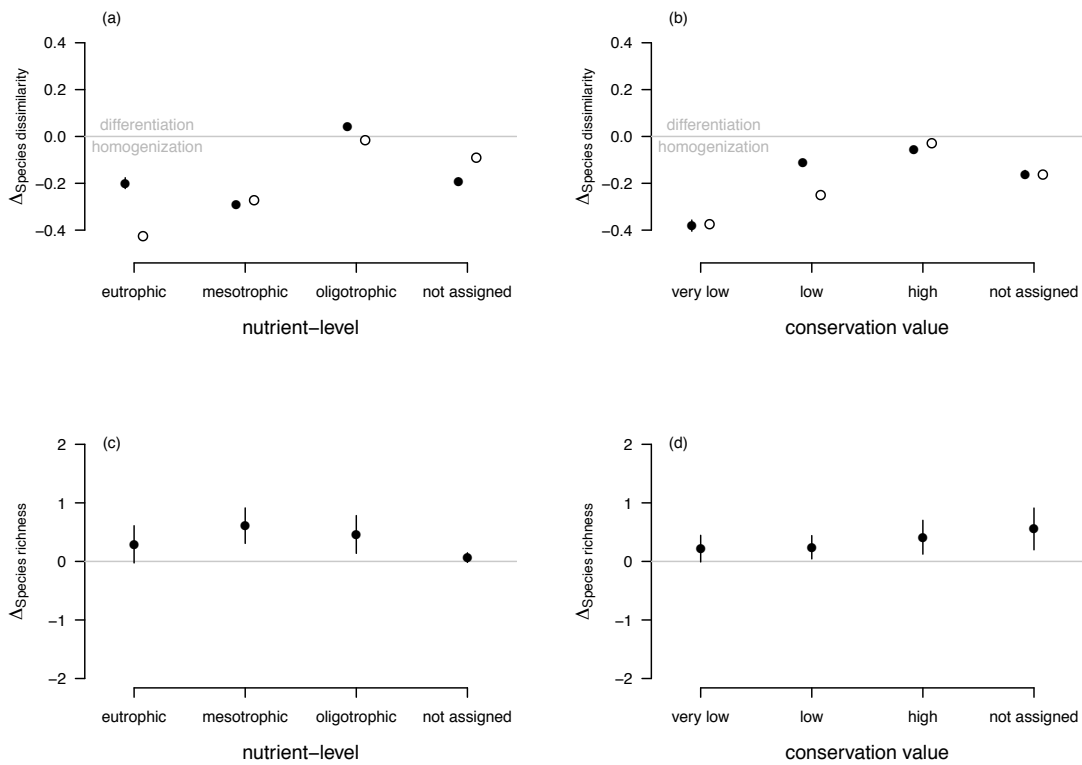 (a)
0.4
0.2
0.0
−0.2
−0.4
ΔSpecies dissimilarity
differentiation
homogenization
eutrophic mesotrophic oligotrophic not assigned
nutrient−level
(b)
0.4
0.2
0.0
−0.2
−0.4
ΔSpecies dissimilarity
differentiation
homogenization
very low low high not assigned
conservation value
(c)
2
1
0
−1
−2
ΔSpecies richness
eutrophic mesotrophic oligotrophic not assigned
nutrient−level
(d)
2
1
0
−1
−2
ΔSpecies richness
very low low high not assigned
conservation value